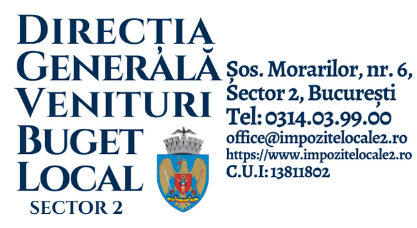 Direcția
Generală
Venituri
Buget
Local
SECTOR 2
Șos. Morarilor, nr. 6,
Sector 2, București
Tel: 0314.03.99.00
office@impozitelocale2.ro
https://www.impozitelocale2.ro
C.U.I: 13811802